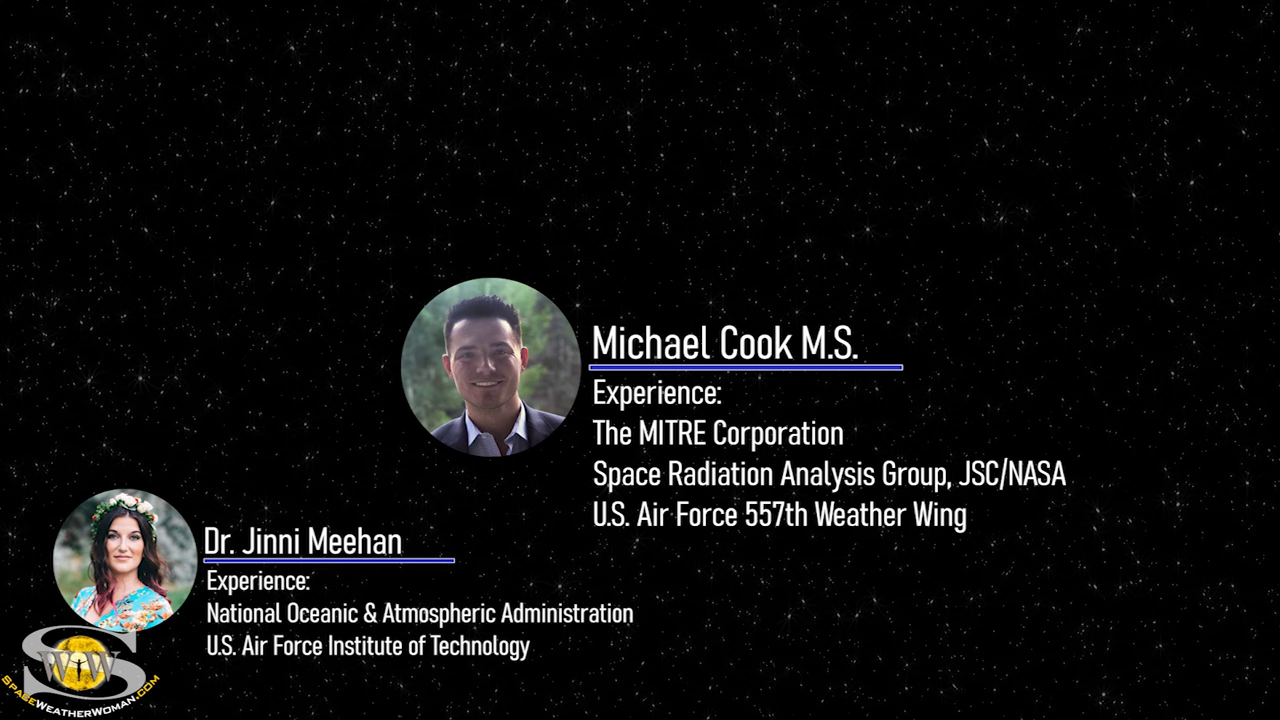 Michael Cook M.S.
Experience:
The MITRE Corporation
Space Radiation Analysis Group, JSC/NASA
U.S. Air Force 557th Weather Wing
Dr. Jinni Meehan
Experience:
National Oceanic & Atmospheric Administration
U.S. Air Force Institute of Technology
SWW
SpaceWeatherWoman.com